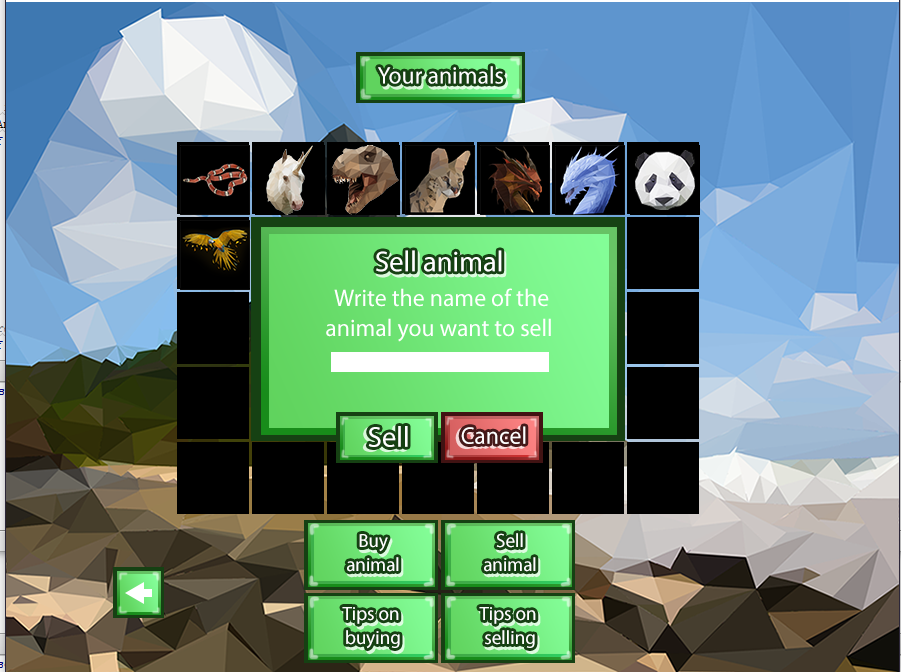 Your animals
Sell animal
Write the name of the
animal you want to sell
Sell
Cancel
Buy
animal
Sell
animal
Tips on
buying
Tips on
selling